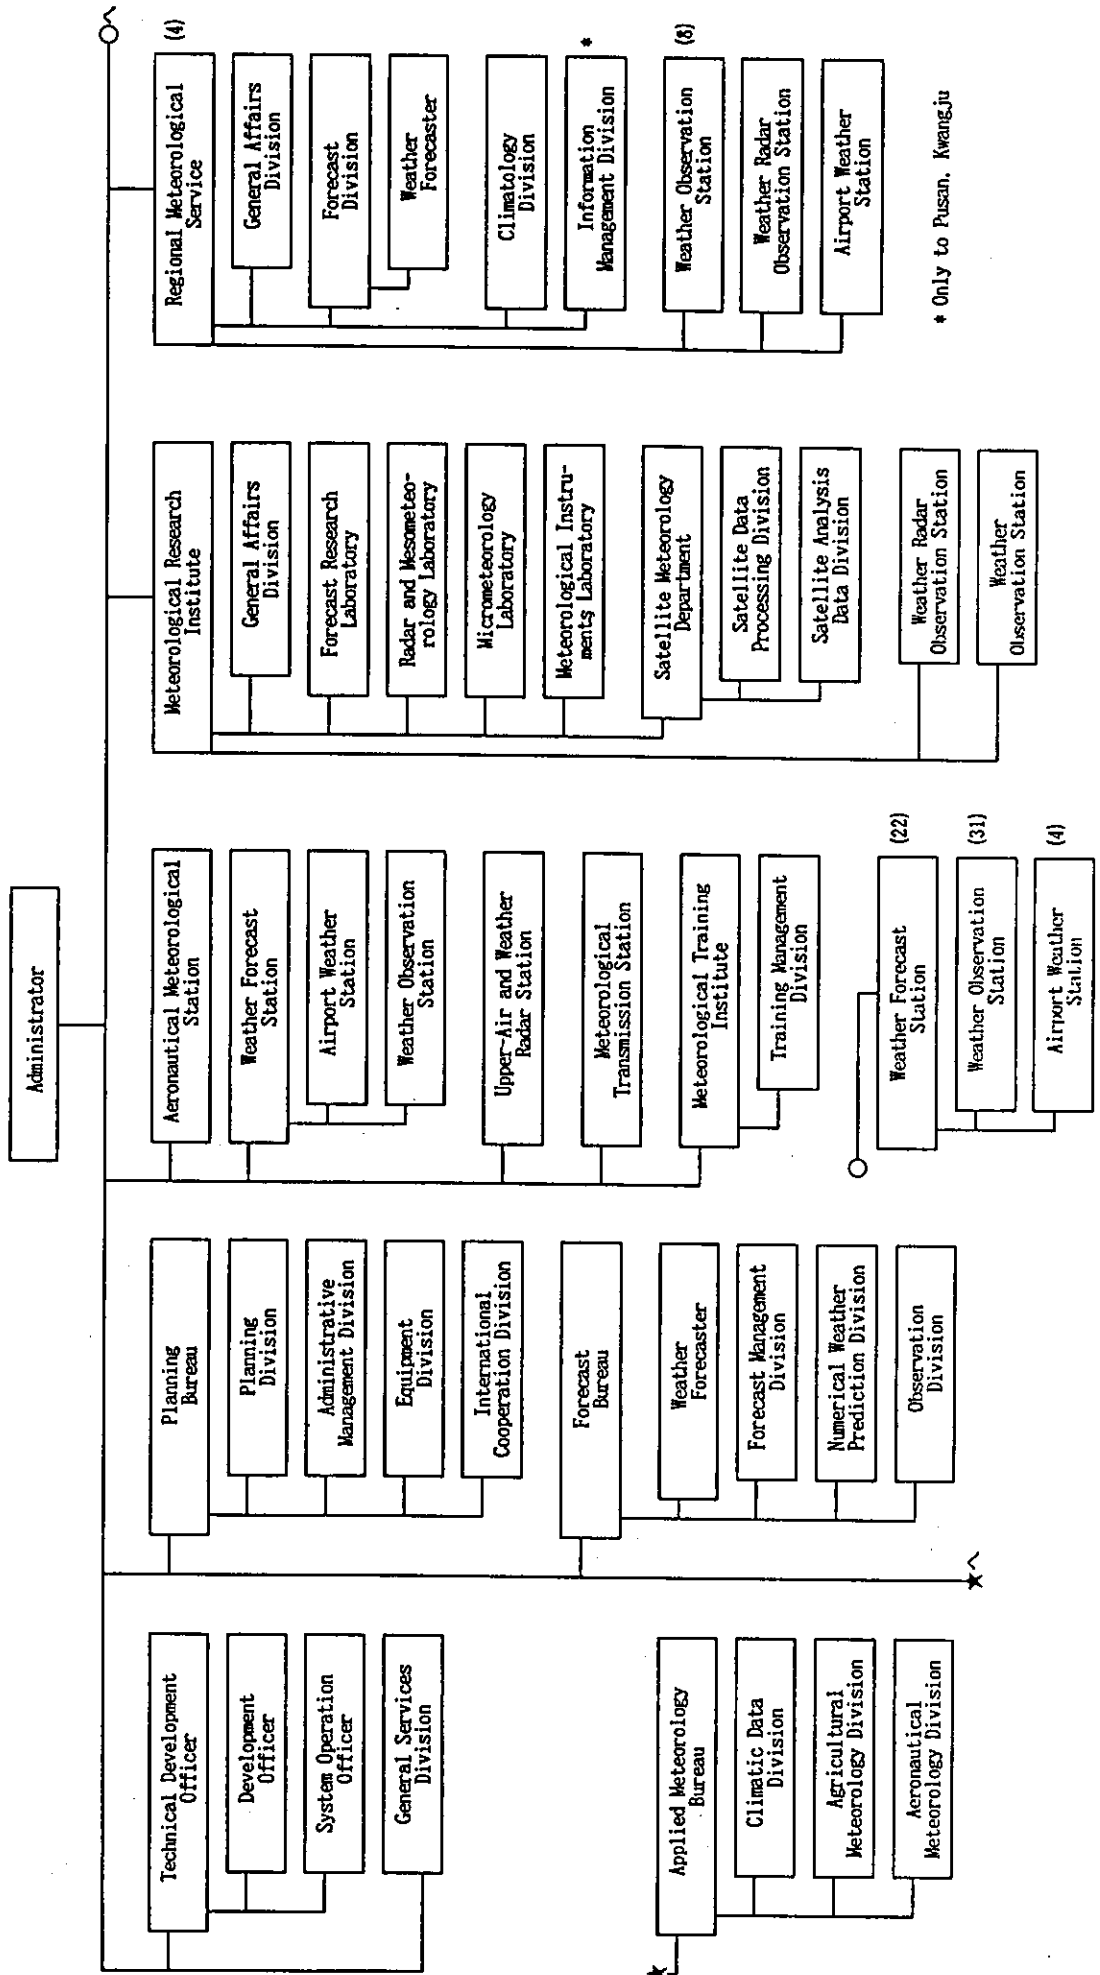 Administrator
Technical Development
Officer
Development
Officer
System Operation
Officer
General Services
Division
Applied Meteorology
Bureau
Climatic Data
Division
Agricultural
Meteorology Division
Aeronautical
Meteorology Division
Planning
Bureau
Planning
Division
Administrative
Management Division
Equipment
Division
International
Cooperation Division
Forecast
Bureau
Weather
Forecaster
Forecast Management
Division
Numerical Weather
Prediction Division
Observation
Division
Aeronautical Meteorological
Station
Weather Forecast
Station
Airport Weather
Station
Weather Observation
Station
Upper-Air and Weather
Radar Station
Meteorological
Transmission Station
Meteorological Training
Institute
Training Management
Division
Weather Forecast
Station
(22)
Weather Observation
Station
(31)
Airport Weather
Station
(4)
Meteorological Research
Institute
General Affairs
Division
Forecast Research
Laboratory
Radar and Mesometeo-
rology Laboratory
Micrometeorology
Laboratory
Meteorological Instru-
ments Laboratory
Satellite Meteorology
Department
Satellite Data
Processing Division
Satellite Analysis
Data Division
Weather Radar
Observation Station
Weather
Observation Station
Regional Meteorological
Service
(4)
General Affairs
Division
Forecast
Division
Weather
Forecaster
Climatology
Division
Information
Management Division
*
Weather Observation
Station
(8)
Weather Radar
Observation Station
Airport Weather
Station
* Only to Pusan. Kwangju